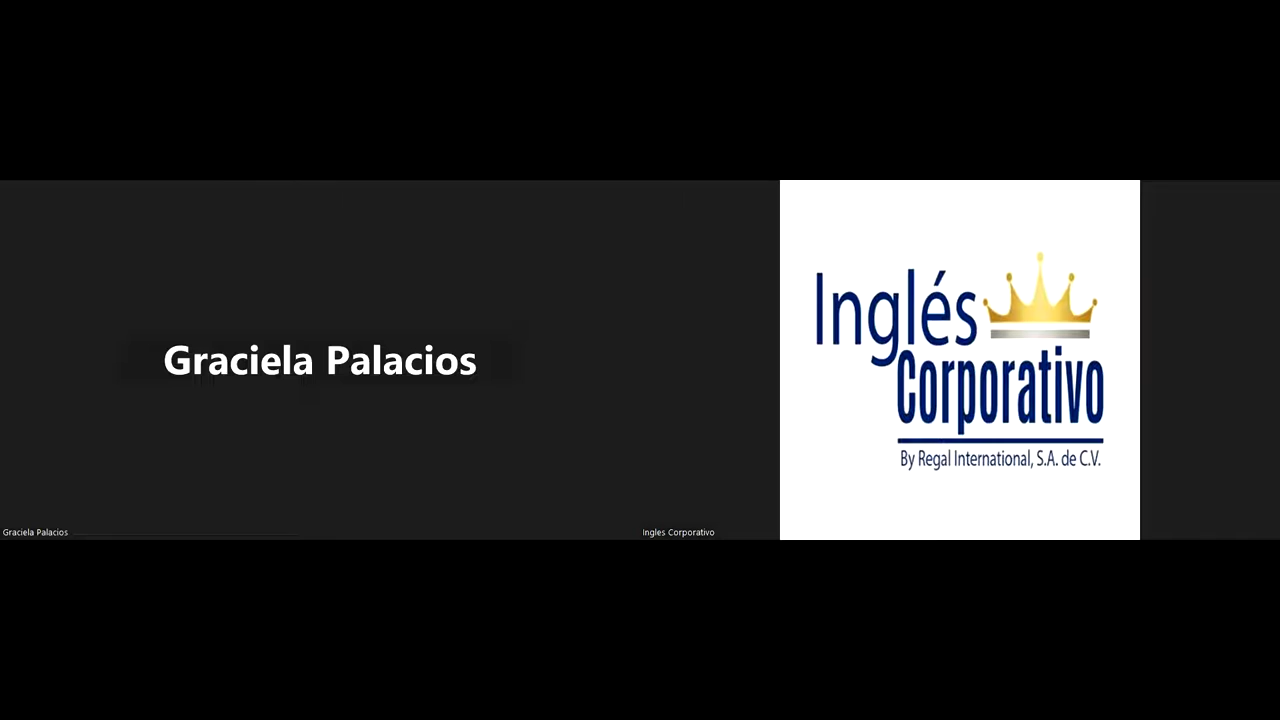 Graciela Palacios
Graciela Palacios
Inglés
Corporativo
By Regal International, S.A. de C.V.
Ingles Corporativo